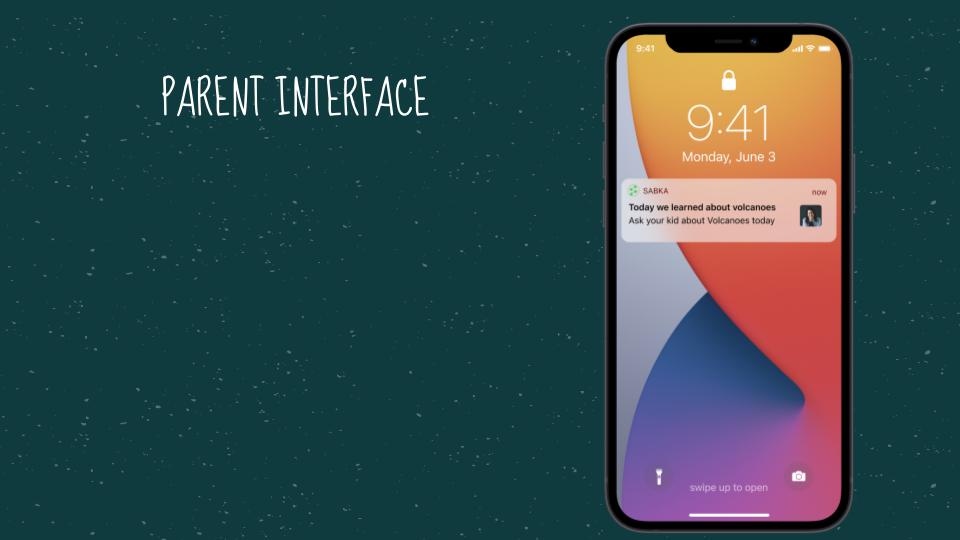 PARENT INTERFACE
9:41
9:41
Monday, June 3
SABKA now
Today we learned about volcanoes
Ask your kid about Volcanoes today
swipe up to open